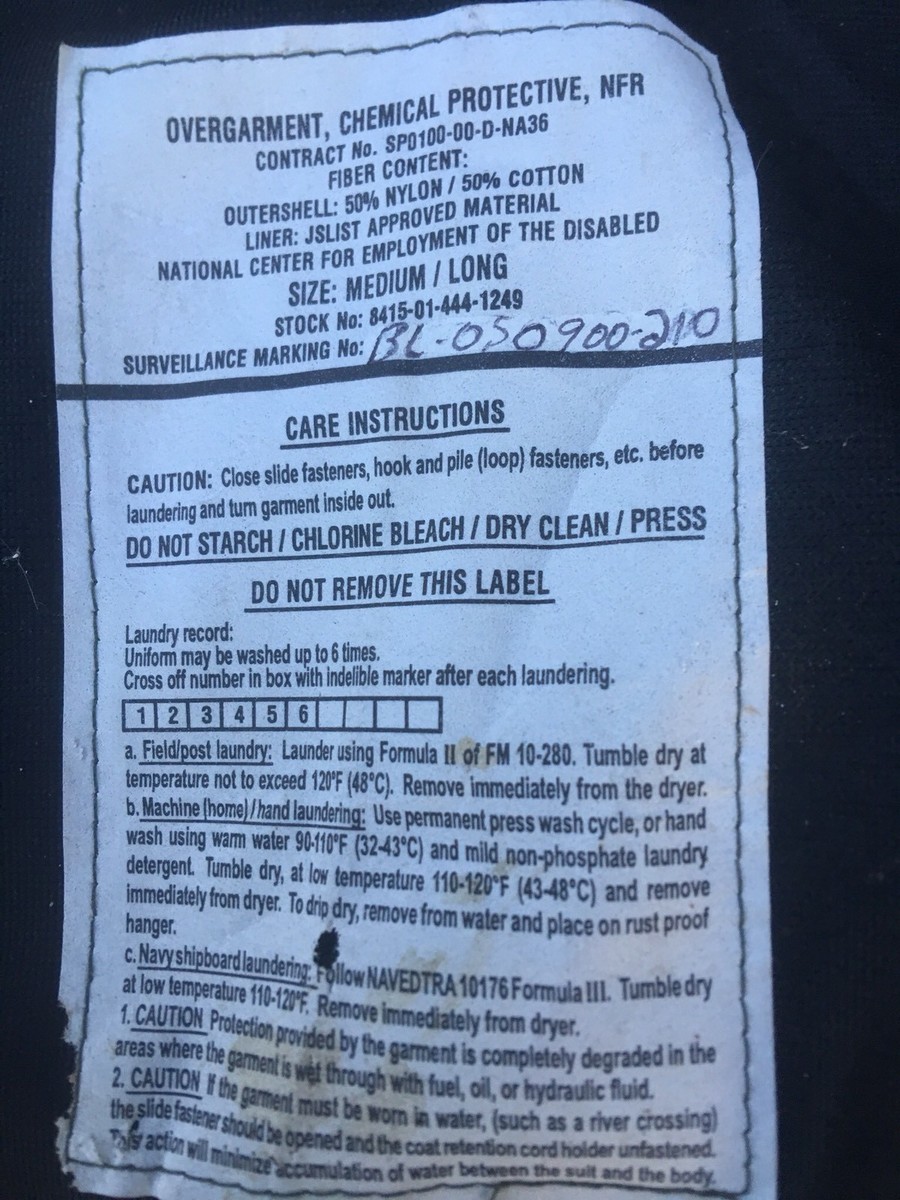 OVERGARMENT, CHEMICAL PROTECTIVE, NFR
CONTRACT No. SP0100-00-D-NA36
FIBER CONTENT:
OUTERSHELL: 50% NYLON / 50% COTTON
LINER: JSLIST APPROVED MATERIAL
NATIONAL CENTER FOR EMPLOYMENT OF THE DISABLED
SIZE: MEDIUM / LONG
STOCK No: 8415-01-444-1249
SURVEILLANCE MARKING No: BL-050900-210
CARE INSTRUCTIONS
CAUTION: Close slide fasteners, hook and pile (loop) fasteners, etc. before
laundering and turn garment inside out.
DO NOT STARCH / CHLORINE BLEACH / DRY CLEAN / PRESS
DO NOT REMOVE THIS LABEL
Laundry record:
Uniform may be washed up to 6 times.
Cross off number in box with indelible marker after each laundering.
1 2 3 4 5 6
a. Field/post laundry: Launder using Formula II of FM 10-280. Tumble dry at
temperature not to exceed 120°F (48°C). Remove immediately from the dryer.
b. Machine (home) / hand laundering: Use permanent press wash cycle, or hand
wash using warm water 90-110°F (32-43°C) and mild non-phosphate laundry
detergent. Tumble dry, at low temperature 110-120°F (43-48°C) and remove
immediately from dryer. To drip dry, remove from water and place on rust proof
hanger.
c. Navy shipboard laundering: Follow NAVEDTRA 10176 Formula III. Tumble dry
at low temperature 110-120°F. Remove immediately from dryer.
1. CAUTION Protection provided by the garment is completely degraded in the
areas where the garment is wet through with fuel, oil, or hydraulic fluid.
2. CAUTION If the garment must be worn in water, (such as a river crossing)
the slide fastener should be opened and the coat retention cord holder unfastened.
This action will minimize accumulation of water between the suit and the body.